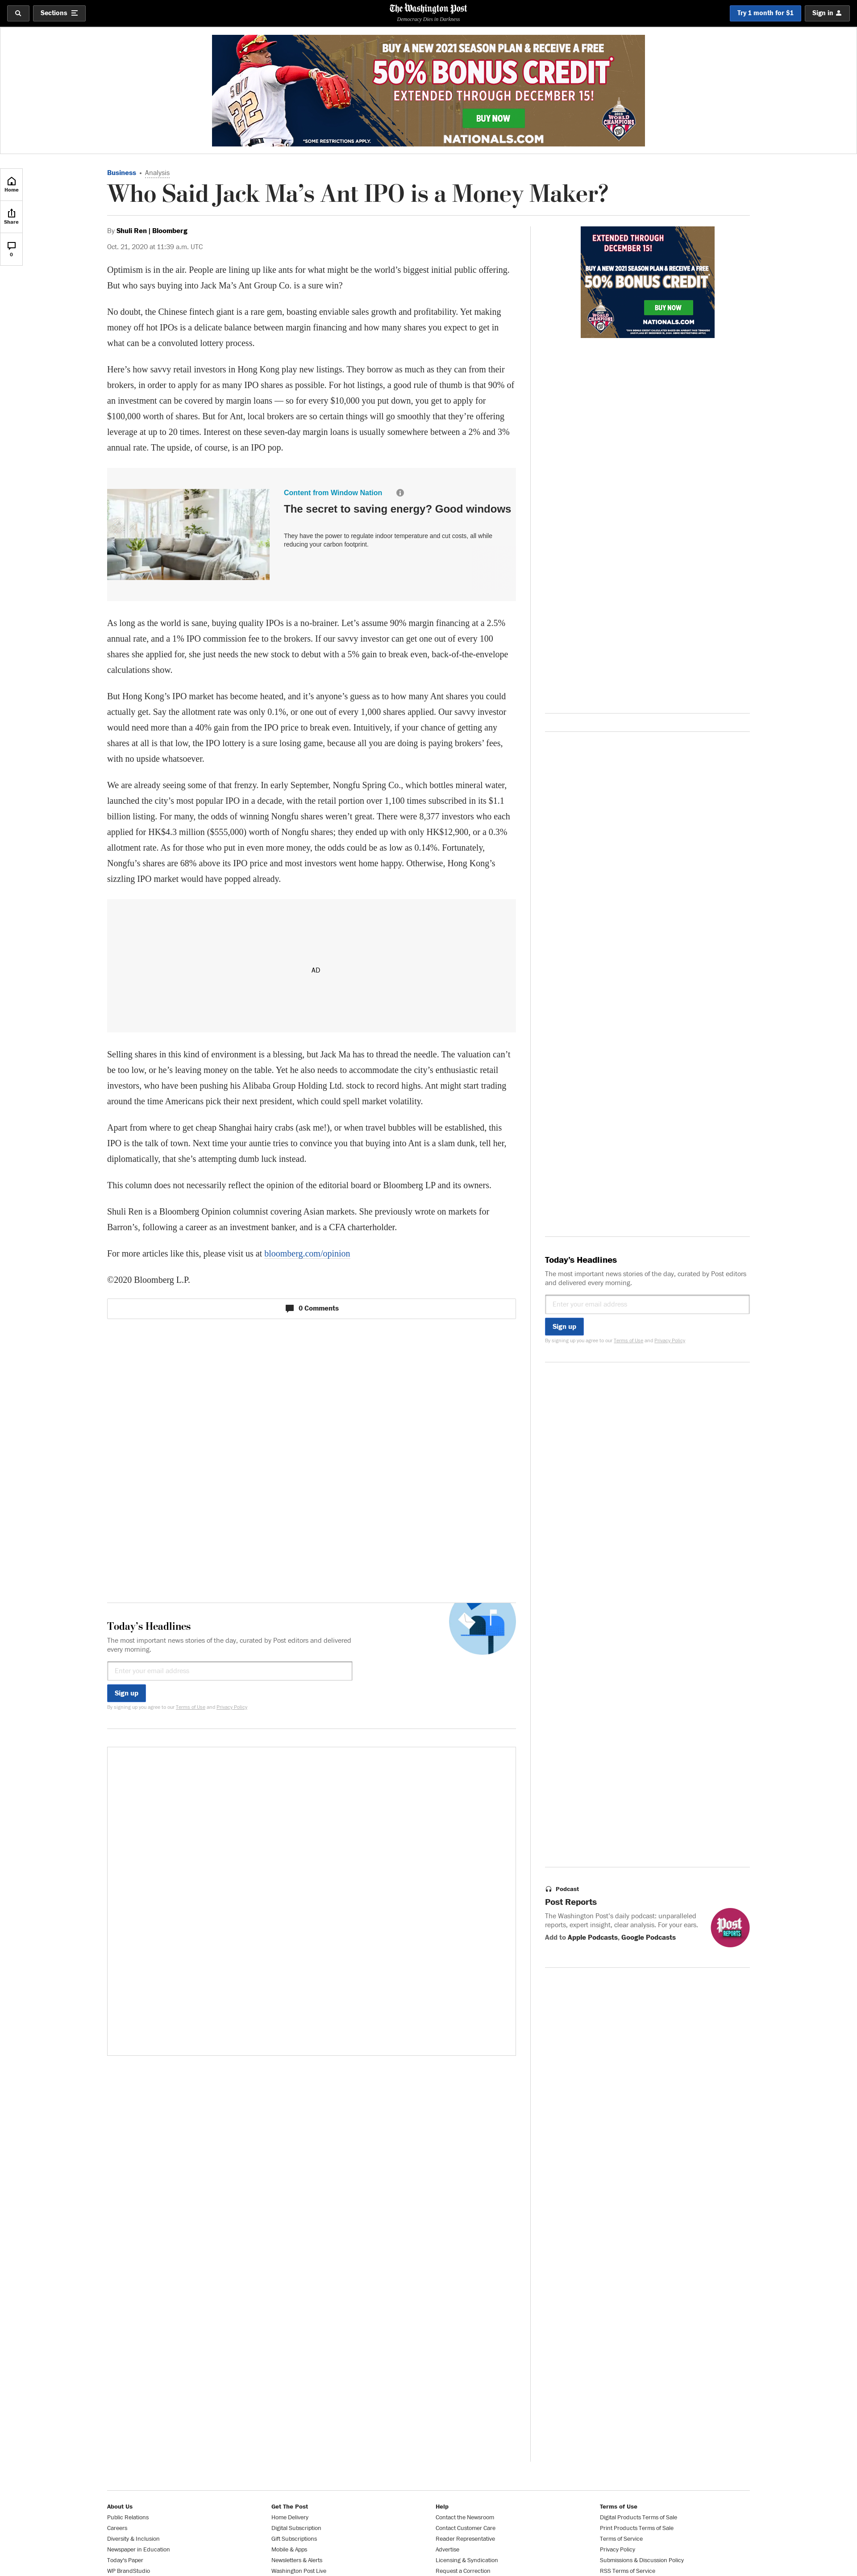 Sections
The Washington Post
Democracy Dies in Darkness
Try 1 month for $1
Sign in
BUY A NEW 2021 SEASON PLAN & RECEIVE A FREE
50% BONUS CREDIT*
EXTENDED THROUGH DECEMBER 15!
BUY NOW
*SOME RESTRICTIONS APPLY.
NATIONALS.COM
WORLD CHAMPIONS
SOTO
22
Home
Share
0
Business • Analysis
Who Said Jack Ma’s Ant IPO is a Money Maker?
By Shuli Ren | Bloomberg
Oct. 21, 2020 at 11:39 a.m. UTC
Optimism is in the air. People are lining up like ants for what might be the world’s biggest initial public offering.
But who says buying into Jack Ma’s Ant Group Co. is a sure win?
No doubt, the Chinese fintech giant is a rare gem, boasting enviable sales growth and profitability. Yet making
money off hot IPOs is a delicate balance between margin financing and how many shares you expect to get in
what can be a convoluted lottery process.
Here’s how savvy retail investors in Hong Kong play new listings. They borrow as much as they can from their
brokers, in order to apply for as many IPO shares as possible. For hot listings, a good rule of thumb is that 90% of
an investment can be covered by margin loans — so for every $10,000 you put down, you get to apply for
$100,000 worth of shares. But for Ant, local brokers are so certain things will go smoothly that they’re offering
leverage at up to 20 times. Interest on these seven-day margin loans is usually somewhere between a 2% and 3%
annual rate. The upside, of course, is an IPO pop.
Content from Window Nation
The secret to saving energy? Good windows
They have the power to regulate indoor temperature and cut costs, all while
reducing your carbon footprint.
As long as the world is sane, buying quality IPOs is a no-brainer. Let’s assume 90% margin financing at a 2.5%
annual rate, and a 1% IPO commission fee to the brokers. If our savvy investor can get one out of every 100
shares she applied for, she just needs the new stock to debut with a 5% gain to break even, back-of-the-envelope
calculations show.
But Hong Kong’s IPO market has become heated, and it’s anyone’s guess as to how many Ant shares you could
actually get. Say the allotment rate was only 0.1%, or one out of every 1,000 shares applied. Our savvy investor
would need more than a 40% gain from the IPO price to break even. Intuitively, if your chance of getting any
shares at all is that low, the IPO lottery is a sure losing game, because all you are doing is paying brokers’ fees,
with no upside whatsoever.
We are already seeing some of that frenzy. In early September, Nongfu Spring Co., which bottles mineral water,
launched the city’s most popular IPO in a decade, with the retail portion over 1,100 times subscribed in its $1.1
billion listing. For many, the odds of winning Nongfu shares weren’t great. There were 8,377 investors who each
applied for HK$4.3 million ($555,000) worth of Nongfu shares; they ended up with only HK$12,900, or a 0.3%
allotment rate. As for those who put in even more money, the odds could be as low as 0.14%. Fortunately,
Nongfu’s shares are 68% above its IPO price and most investors went home happy. Otherwise, Hong Kong’s
sizzling IPO market would have popped already.
AD
Selling shares in this kind of environment is a blessing, but Jack Ma has to thread the needle. The valuation can’t
be too low, or he’s leaving money on the table. Yet he also needs to accommodate the city’s enthusiastic retail
investors, who have been pushing his Alibaba Group Holding Ltd. stock to record highs. Ant might start trading
around the time Americans pick their next president, which could spell market volatility.
Apart from where to get cheap Shanghai hairy crabs (ask me!), or when travel bubbles will be established, this
IPO is the talk of town. Next time your auntie tries to convince you that buying into Ant is a slam dunk, tell her,
diplomatically, that she’s attempting dumb luck instead.
This column does not necessarily reflect the opinion of the editorial board or Bloomberg LP and its owners.
Shuli Ren is a Bloomberg Opinion columnist covering Asian markets. She previously wrote on markets for
Barron’s, following a career as an investment banker, and is a CFA charterholder.
For more articles like this, please visit us at bloomberg.com/opinion
©2020 Bloomberg L.P.
0 Comments
Today’s Headlines
The most important news stories of the day, curated by Post editors and delivered
every morning.
Enter your email address
Sign up
By signing up you agree to our Terms of Use and Privacy Policy
EXTENDED THROUGH
DECEMBER 15!
BUY A NEW 2021 SEASON PLAN & RECEIVE A FREE
50% BONUS CREDIT*
BUY NOW
WORLD CHAMPIONS
NATIONALS.COM
Today’s Headlines
The most important news stories of the day, curated by Post editors
and delivered every morning.
Enter your email address
Sign up
By signing up you agree to our Terms of Use and Privacy Policy
Podcast
Post Reports
The Washington Post’s daily podcast: unparalleled
reports, expert insight, clear analysis. For your ears.
Add to Apple Podcasts, Google Podcasts
Post REPORTS
About Us
Public Relations
Careers
Diversity & Inclusion
Newspaper in Education
Today's Paper
WP BrandStudio
Get The Post
Home Delivery
Digital Subscription
Gift Subscriptions
Mobile & Apps
Newsletters & Alerts
Washington Post Live
Help
Contact the Newsroom
Contact Customer Care
Reader Representative
Advertise
Licensing & Syndication
Request a Correction
Terms of Use
Digital Products Terms of Sale
Print Products Terms of Sale
Terms of Service
Privacy Policy
Submissions & Discussion Policy
RSS Terms of Service